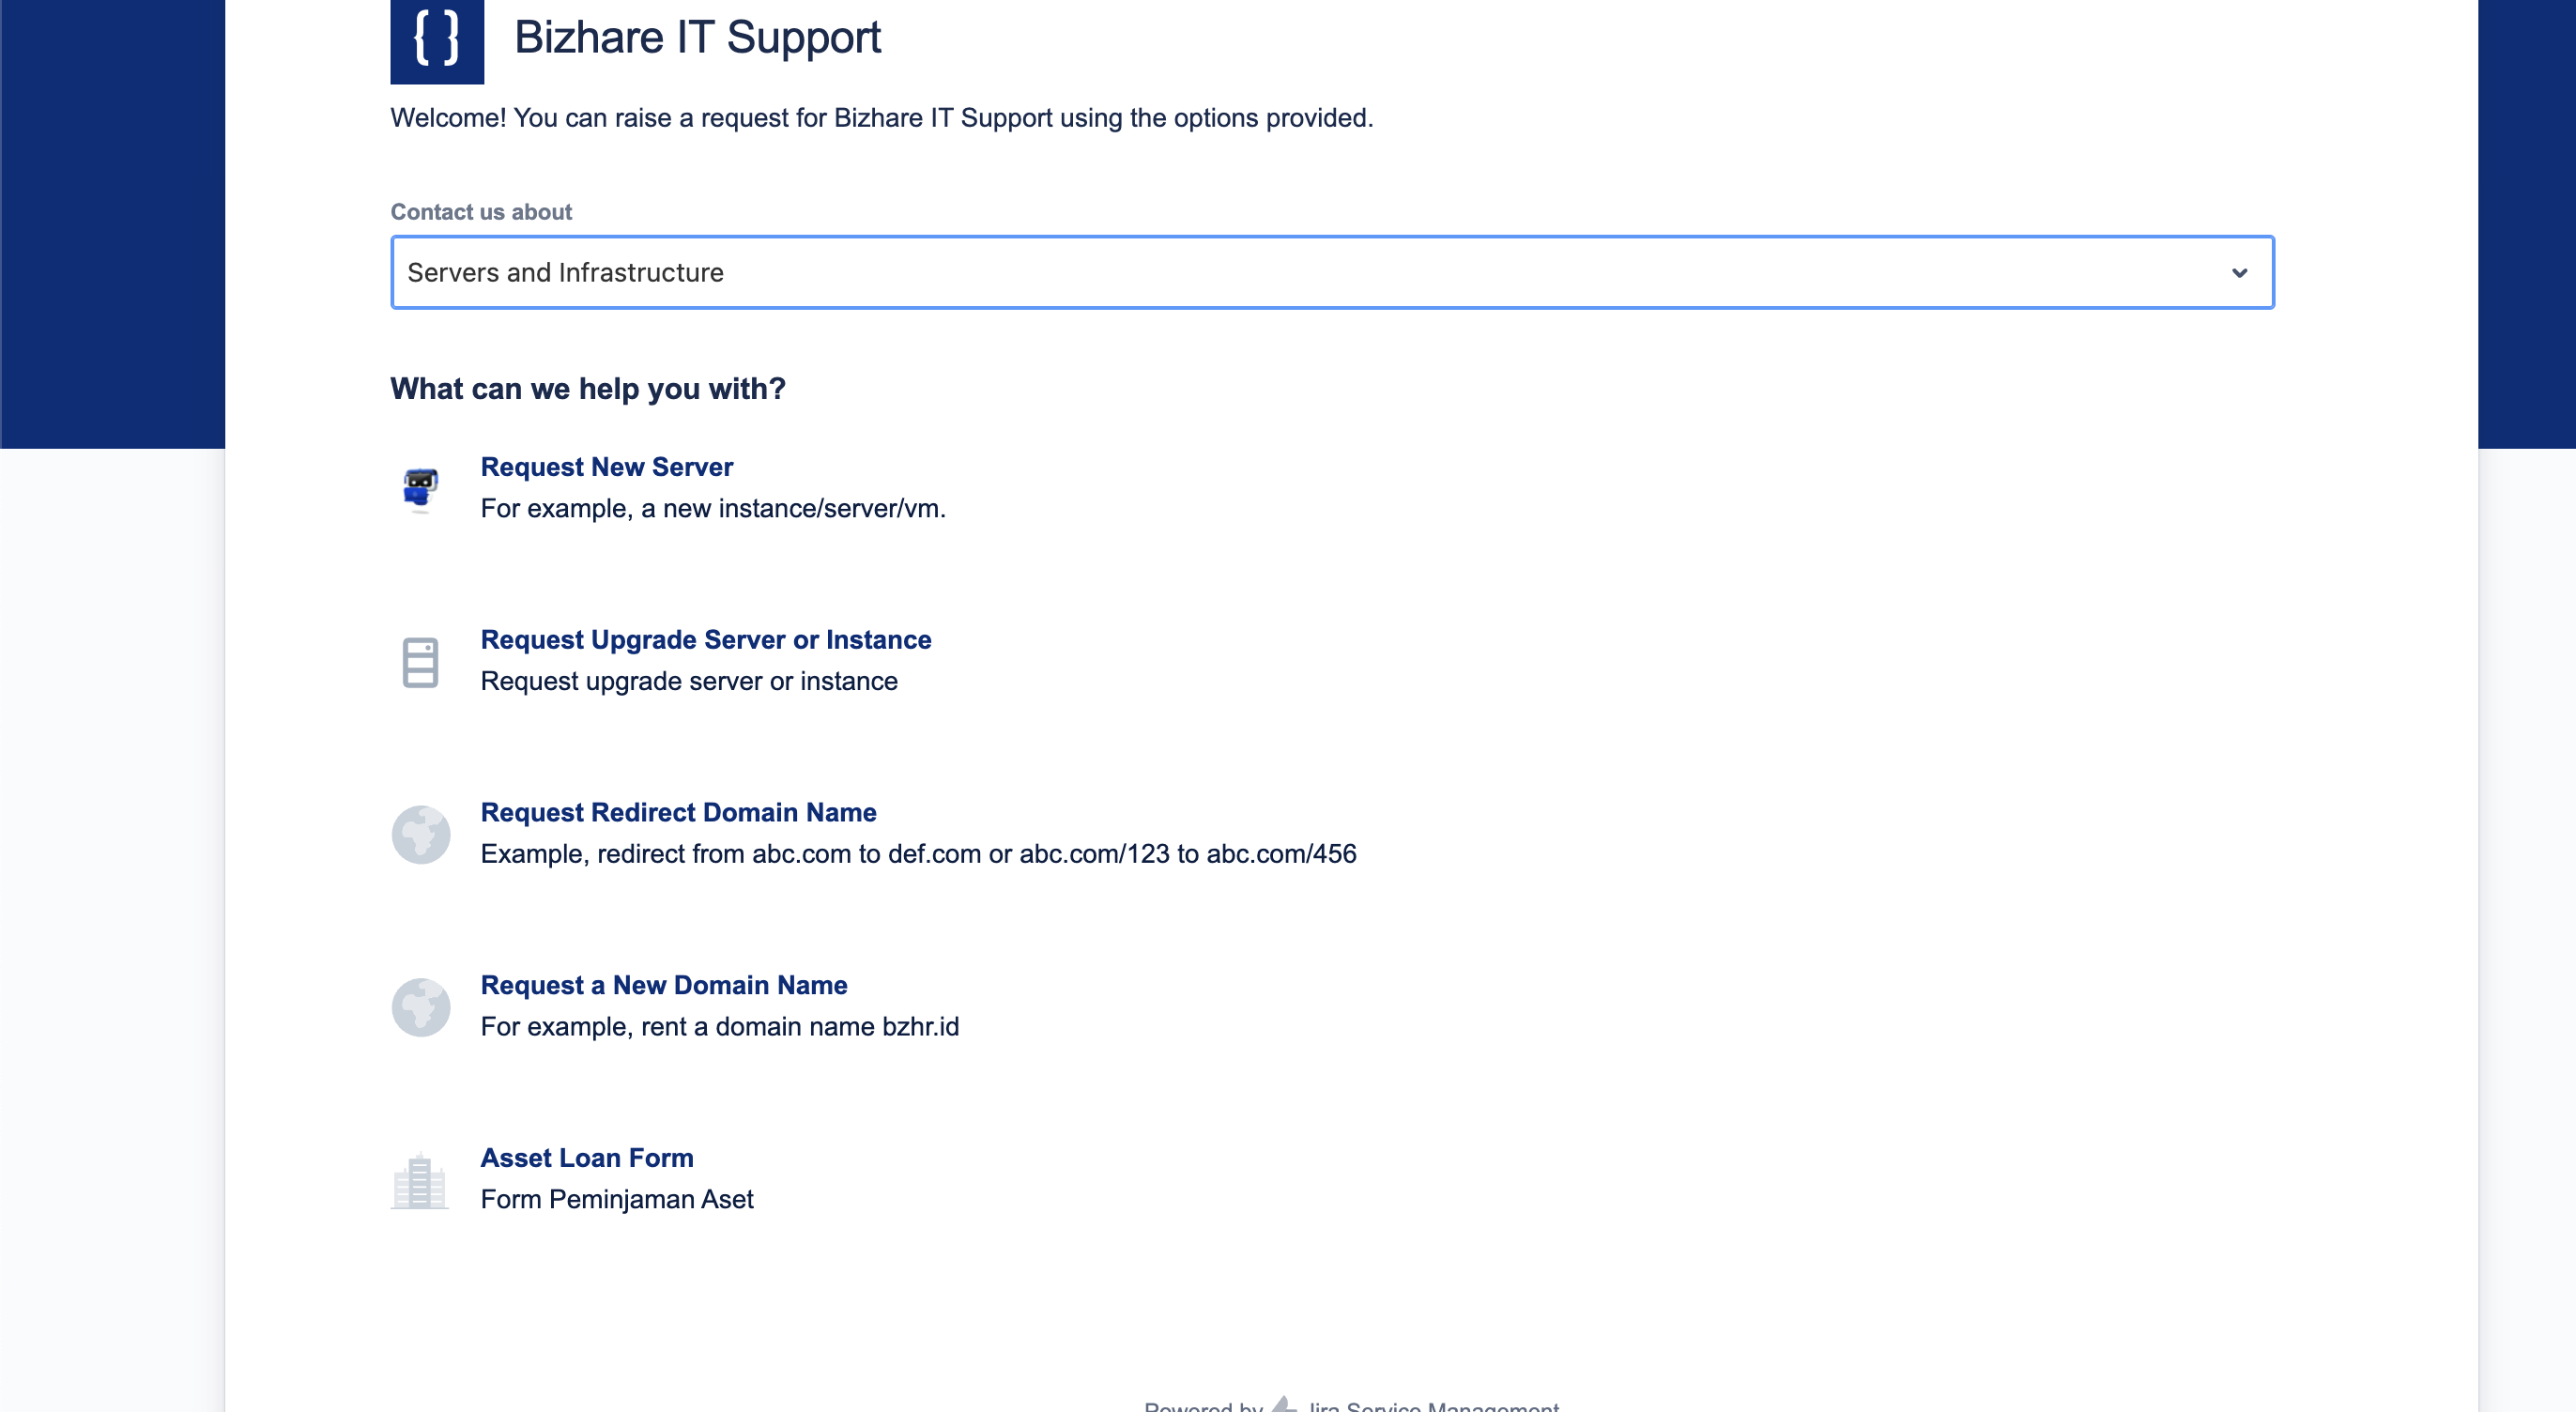 { } Bizhare IT Support
Welcome! You can raise a request for Bizhare IT Support using the options provided.
Contact us about
Servers and Infrastructure
What can we help you with?
Request New Server
For example, a new instance/server/vm.
Request Upgrade Server or Instance
Request upgrade server or instance
Request Redirect Domain Name
Example, redirect from abc.com to def.com or abc.com/123 to abc.com/456
Request a New Domain Name
For example, rent a domain name bzhr.id
Asset Loan Form
Form Peminjaman Aset
Powered by Jira Service Management